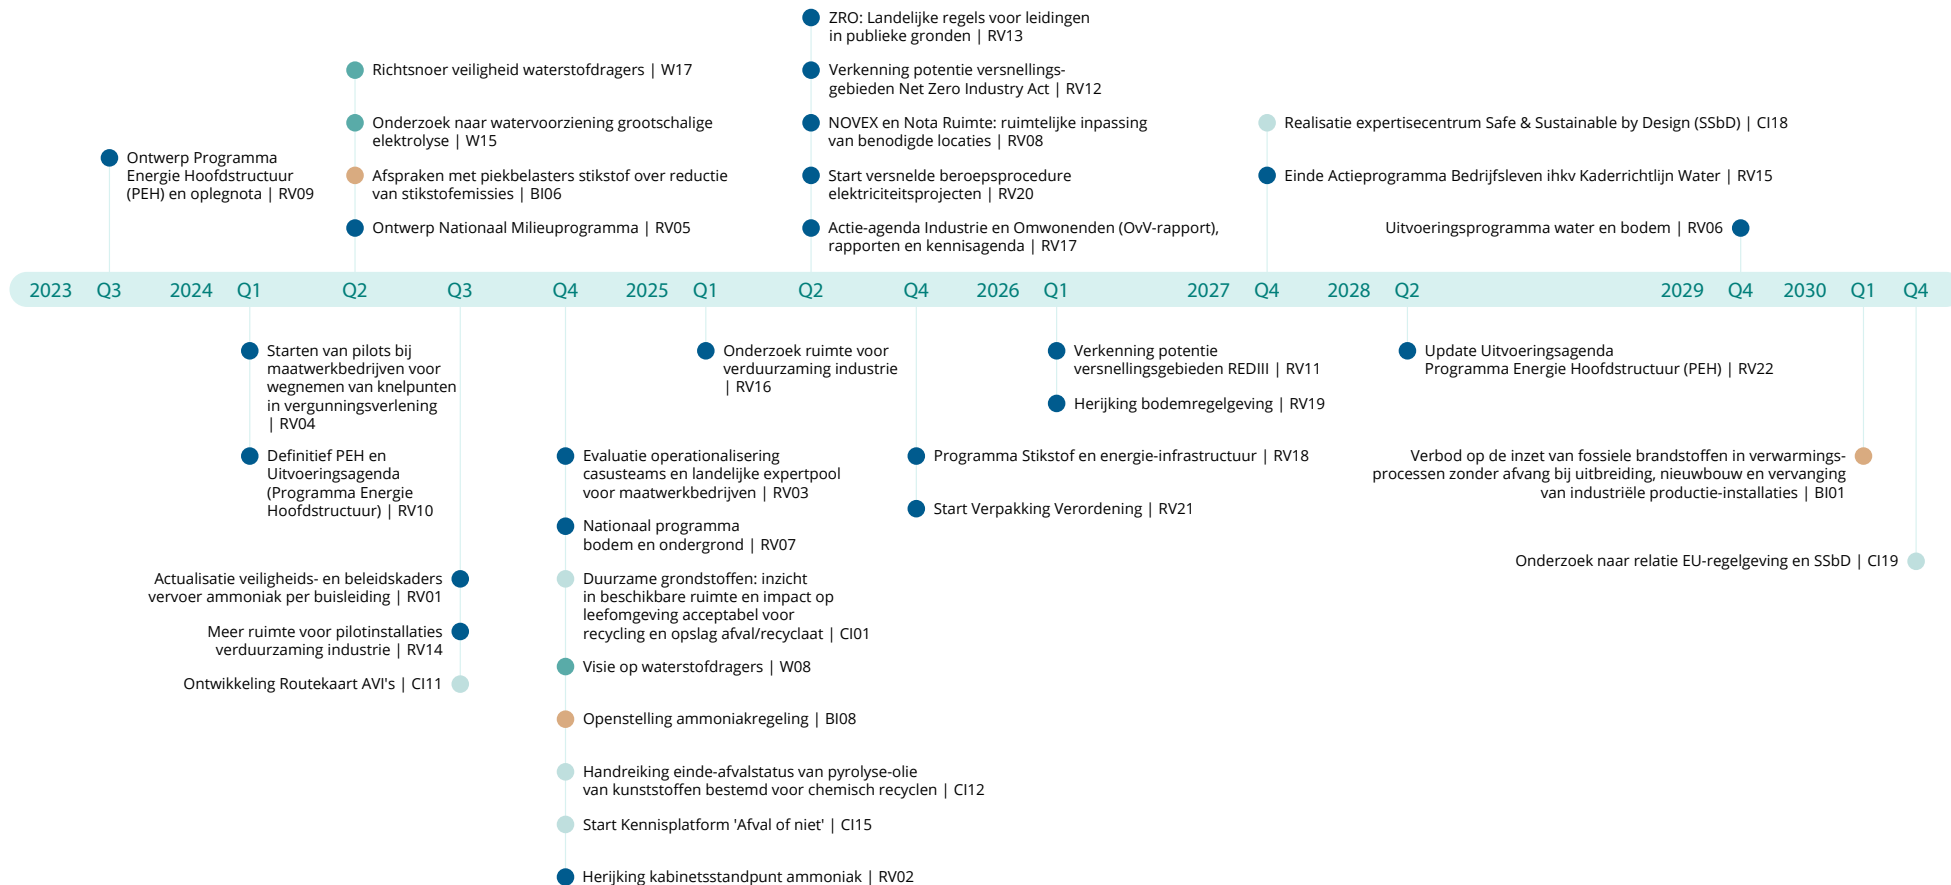 ZRO: Landelijke regels voor leidingen
in publieke gronden | RV13
Richtsnoer veiligheid waterstofdragers | W17
Verkenning potentie versnellings-
gebieden Net Zero Industry Act | RV12
Onderzoek naar watervoorziening grootschalige
elektrolyse | W15
NOVEX en Nota Ruimte: ruimtelijke inpassing
van benodigde locaties | RV08
Realisatie expertisecentrum Safe & Sustainable by Design (SSbD) | CI18
Ontwerp Programma
Energie Hoofdstructuur
(PEH) en oplegnota | RV09
Afspraken met piekbelasters stikstof over reductie
van stikstofemissies | BI06
Start versnelde beroepsprocedure
elektriciteitsprojecten | RV20
Einde Actieprogramma Bedrijfsleven ihkv Kaderrichtlijn Water | RV15
Ontwerp Nationaal Milieuprogramma | RV05
Actie-agenda Industrie en Omwonenden (OvV-rapport),
rapporten en kennisagenda | RV17
Uitvoeringsprogramma water en bodem | RV06
2023 Q3 2024 Q1 Q2 Q3 Q4 2025 Q1 Q2 Q4 2026 Q1 2027 Q4 2028 Q2 2029 Q4 2030 Q1 Q4
Starten van pilots bij
maatwerkbedrijven voor
wegnemen van knelpunten
in vergunningsverlening
| RV04
Onderzoek ruimte voor
verduurzaming industrie
| RV16
Verkenning potentie
versnellingsgebieden REDIII | RV11
Update Uitvoeringsagenda
Programma Energie Hoofdstructuur (PEH) | RV22
Herijking bodemregelgeving | RV19
Definitief PEH en
Uitvoeringsagenda
(Programma Energie
Hoofdstructuur) | RV10
Evaluatie operationalisering
casusteams en landelijke expertpool
voor maatwerkbedrijven | RV03
Programma Stikstof en energie-infrastructuur | RV18
Verbod op de inzet van fossiele brandstoffen in verwarmings-
processen zonder afvang bij uitbreiding, nieuwbouw en vervanging
van industriële productie-installaties | BI01
Start Verpakking Verordening | RV21
Nationaal programma
bodem en ondergrond | RV07
Onderzoek naar relatie EU-regelgeving en SSbD | CI19
Actualisatie veiligheids- en beleidskaders
vervoer ammoniak per buisleiding | RV01
Duurzame grondstoffen: inzicht
in beschikbare ruimte en impact op
leefomgeving acceptabel voor
recycling en opslag afval/recyclaat | CI01
Meer ruimte voor pilotinstallaties
verduurzaming industrie | RV14
Visie op waterstofdragers | W08
Ontwikkeling Routekaart AVI's | CI11
Openstelling ammoniakregeling | BI08
Handreiking einde-afvalstatus van pyrolyse-olie
van kunststoffen bestemd voor chemisch recyclen | CI12
Start Kennisplatform 'Afval of niet' | CI15
Herijking kabinetsstandpunt ammoniak | RV02